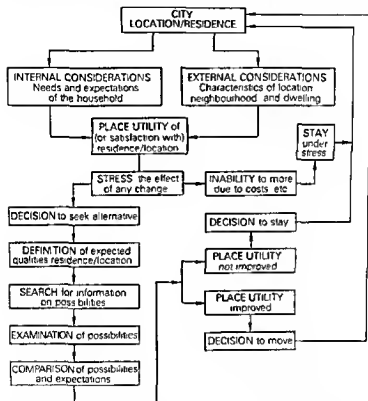 CITY
LOCATION/RESIDENCE
INTERNAL CONSIDERATIONS
Needs and expectations
of the household
EXTERNAL CONSIDERATIONS
Characteristics of location
neighbourhood and dwelling
PLACE UTILITY of
(or satisfaction with)
residence/location
STAY
under
stress
STRESS the effect
of any change
INABILITY to more
due to costs etc
DECISION to seek alternative
DECISION to stay
DEFINITION of expected
qualities residence/location
PLACE UTILITY
not improved
SEARCH for information
on possibilities
PLACE UTILITY
improved
EXAMINATION of possibilities
DECISION to move
COMPARISON of possibilities
and expectations